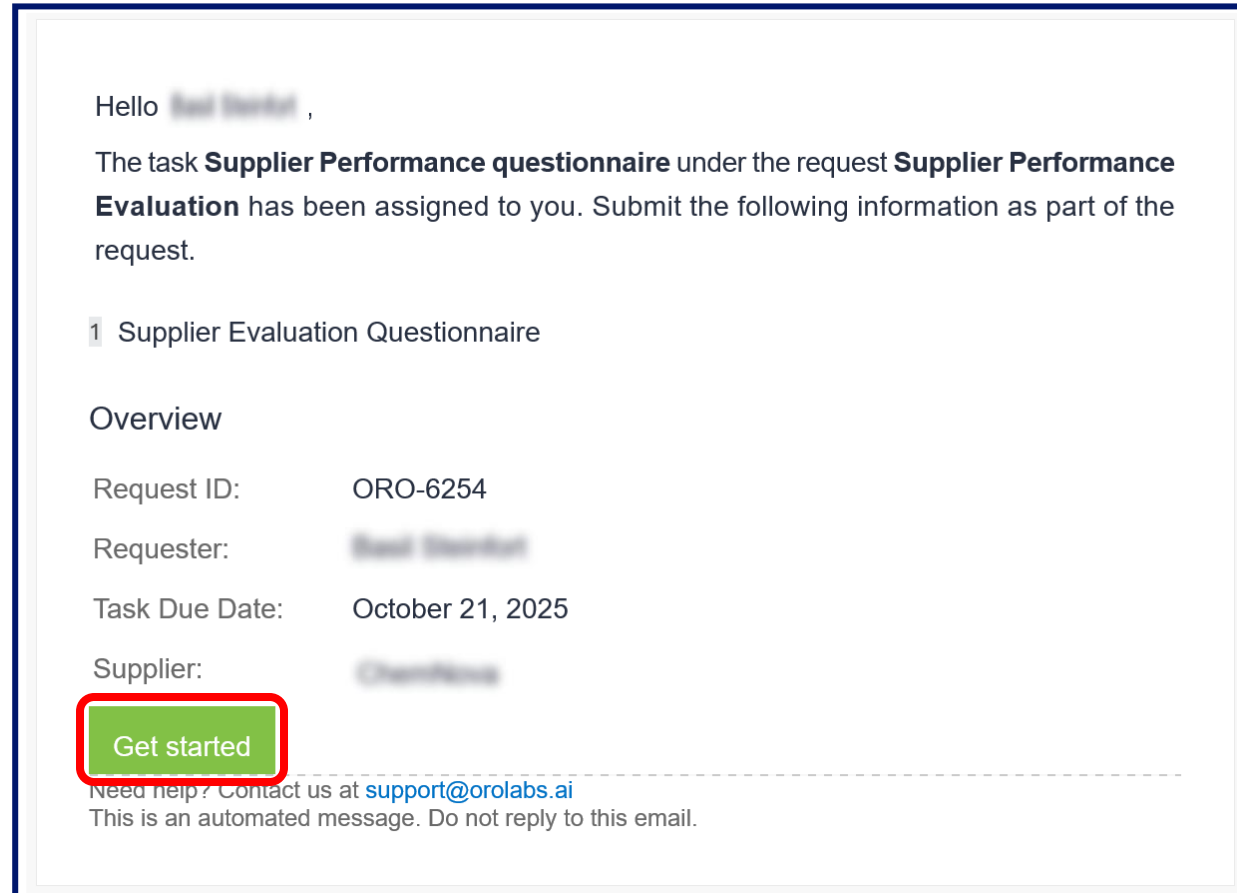 Hello ,
The task Supplier Performance questionnaire under the request Supplier Performance
Evaluation has been assigned to you. Submit the following information as part of the
request.
1 Supplier Evaluation Questionnaire
Overview
Request ID: ORO-6254
Requester:
Task Due Date: October 21, 2025
Supplier:
Get started
Need help? Contact us at support@orolabs.ai
This is an automated message. Do not reply to this email.